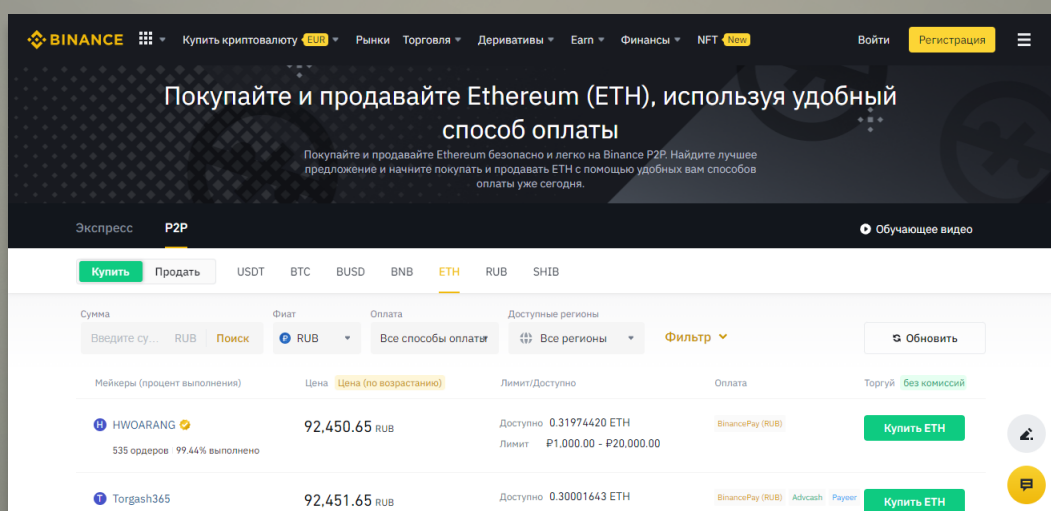 BINANCE Купить криптовалюту EUR Рынки Торговля Деривативы Earn Финансы NFT New Войти Регистрация
Покупайте и продавайте Ethereum (ETH), используя удобный
способ оплаты
Покупайте и продавайте Ethereum безопасно и легко на Binance P2P. Найдите лучшее
предложение и начните покупать и продавать ETH с помощью удобных вам способов
оплаты уже сегодня.
Экспресс P2P Обучающее видео
Купить Продать USDT BTC BUSD BNB ETH RUB SHIB
Сумма Фиат Оплата Доступные регионы
Введите су... RUB Поиск RUB Все способы оплаты Все регионы Фильтр Обновить
Мейкеры (процент выполнения) Цена Цена (по возрастанию) Лимит/Доступно Оплата Торгуй без комиссий
H HWOARANG 92,450.65 RUB Доступно 0.31974420 ETH BinancePay (RUB) Купить ETH
535 ордеров 99.44% выполнено Лимит ₽1,000.00 - ₽20,000.00
T Torgash365 92,451.65 RUB Доступно 0.30001643 ETH BinancePay (RUB) Advcash Payeer Купить ETH